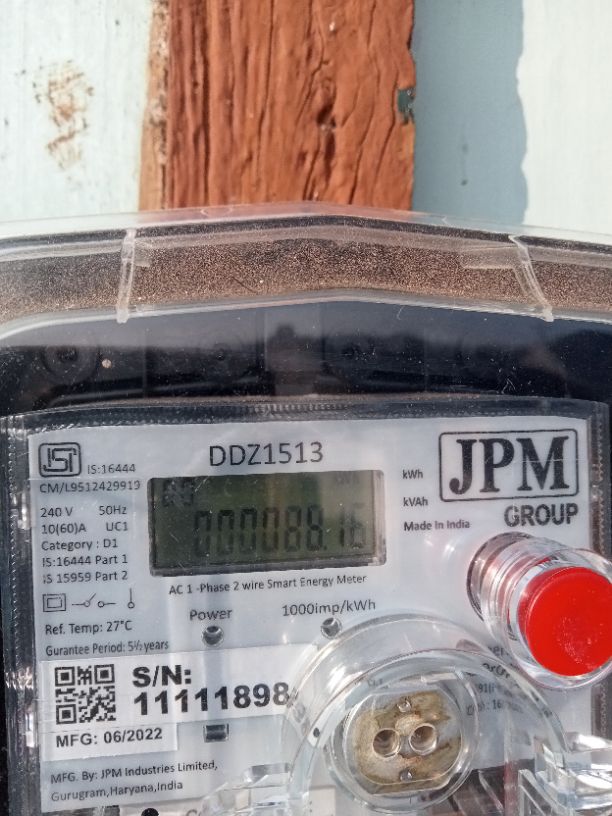 ISI
IS:16444
CM/L9512429919
240 V 50Hz
10(60)A UC1
Category : D1
IS:16444 Part 1
IS 15959 Part 2
Ref. Temp: 27°C
Gurantee Period: 5½ years
DDZ1513
000088.16
AC 1 -Phase 2 wire Smart Energy Meter
Power 1000imp/kWh
kWh
kVAh
Made in India
JPM
GROUP
S/N:
11111898
MFG: 06/2022
MFG. By: JPM Industries Limited,
Gurugram,Haryana,India